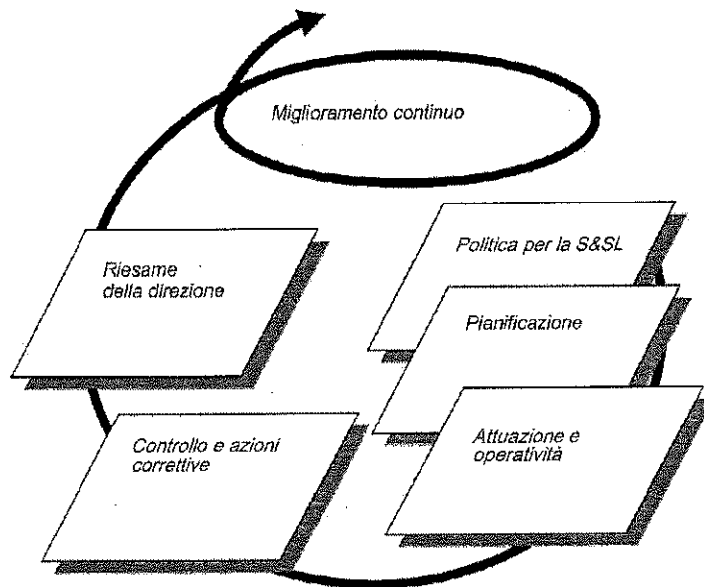 Miglioramento continuo
Politica per la S&SL
Pianificazione
Attuazione e
operatività
Controllo e azioni
correttive
Riesame
della direzione